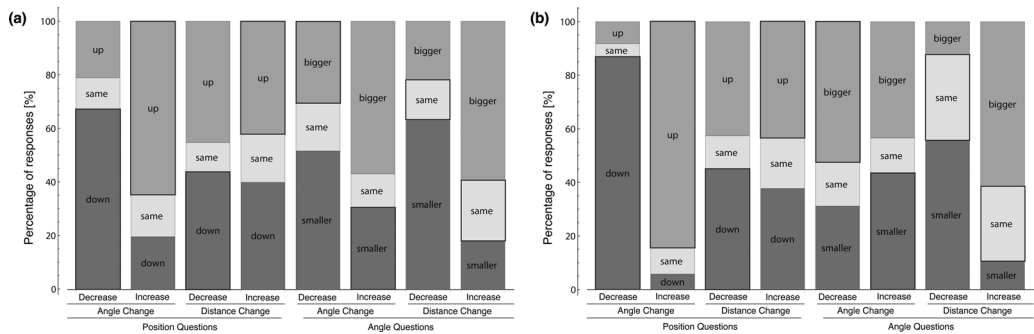 (a)
Percentage of responses [%]
100
80
60
40
20
0
up
same
down
up
same
down
up
same
down
up
same
down
bigger
same
smaller
bigger
same
smaller
bigger
same
smaller
bigger
same
smaller
Decrease Increase Decrease Increase Decrease Increase Decrease Increase
Angle Change Distance Change Angle Change Distance Change
Position Questions Angle Questions
(b)
Percentage of responses [%]
100
80
60
40
20
0
up
same
down
up
same
down
up
same
down
up
same
down
bigger
same
smaller
bigger
same
smaller
bigger
same
smaller
bigger
same
smaller
Decrease Increase Decrease Increase Decrease Increase Decrease Increase
Angle Change Distance Change Angle Change Distance Change
Position Questions Angle Questions